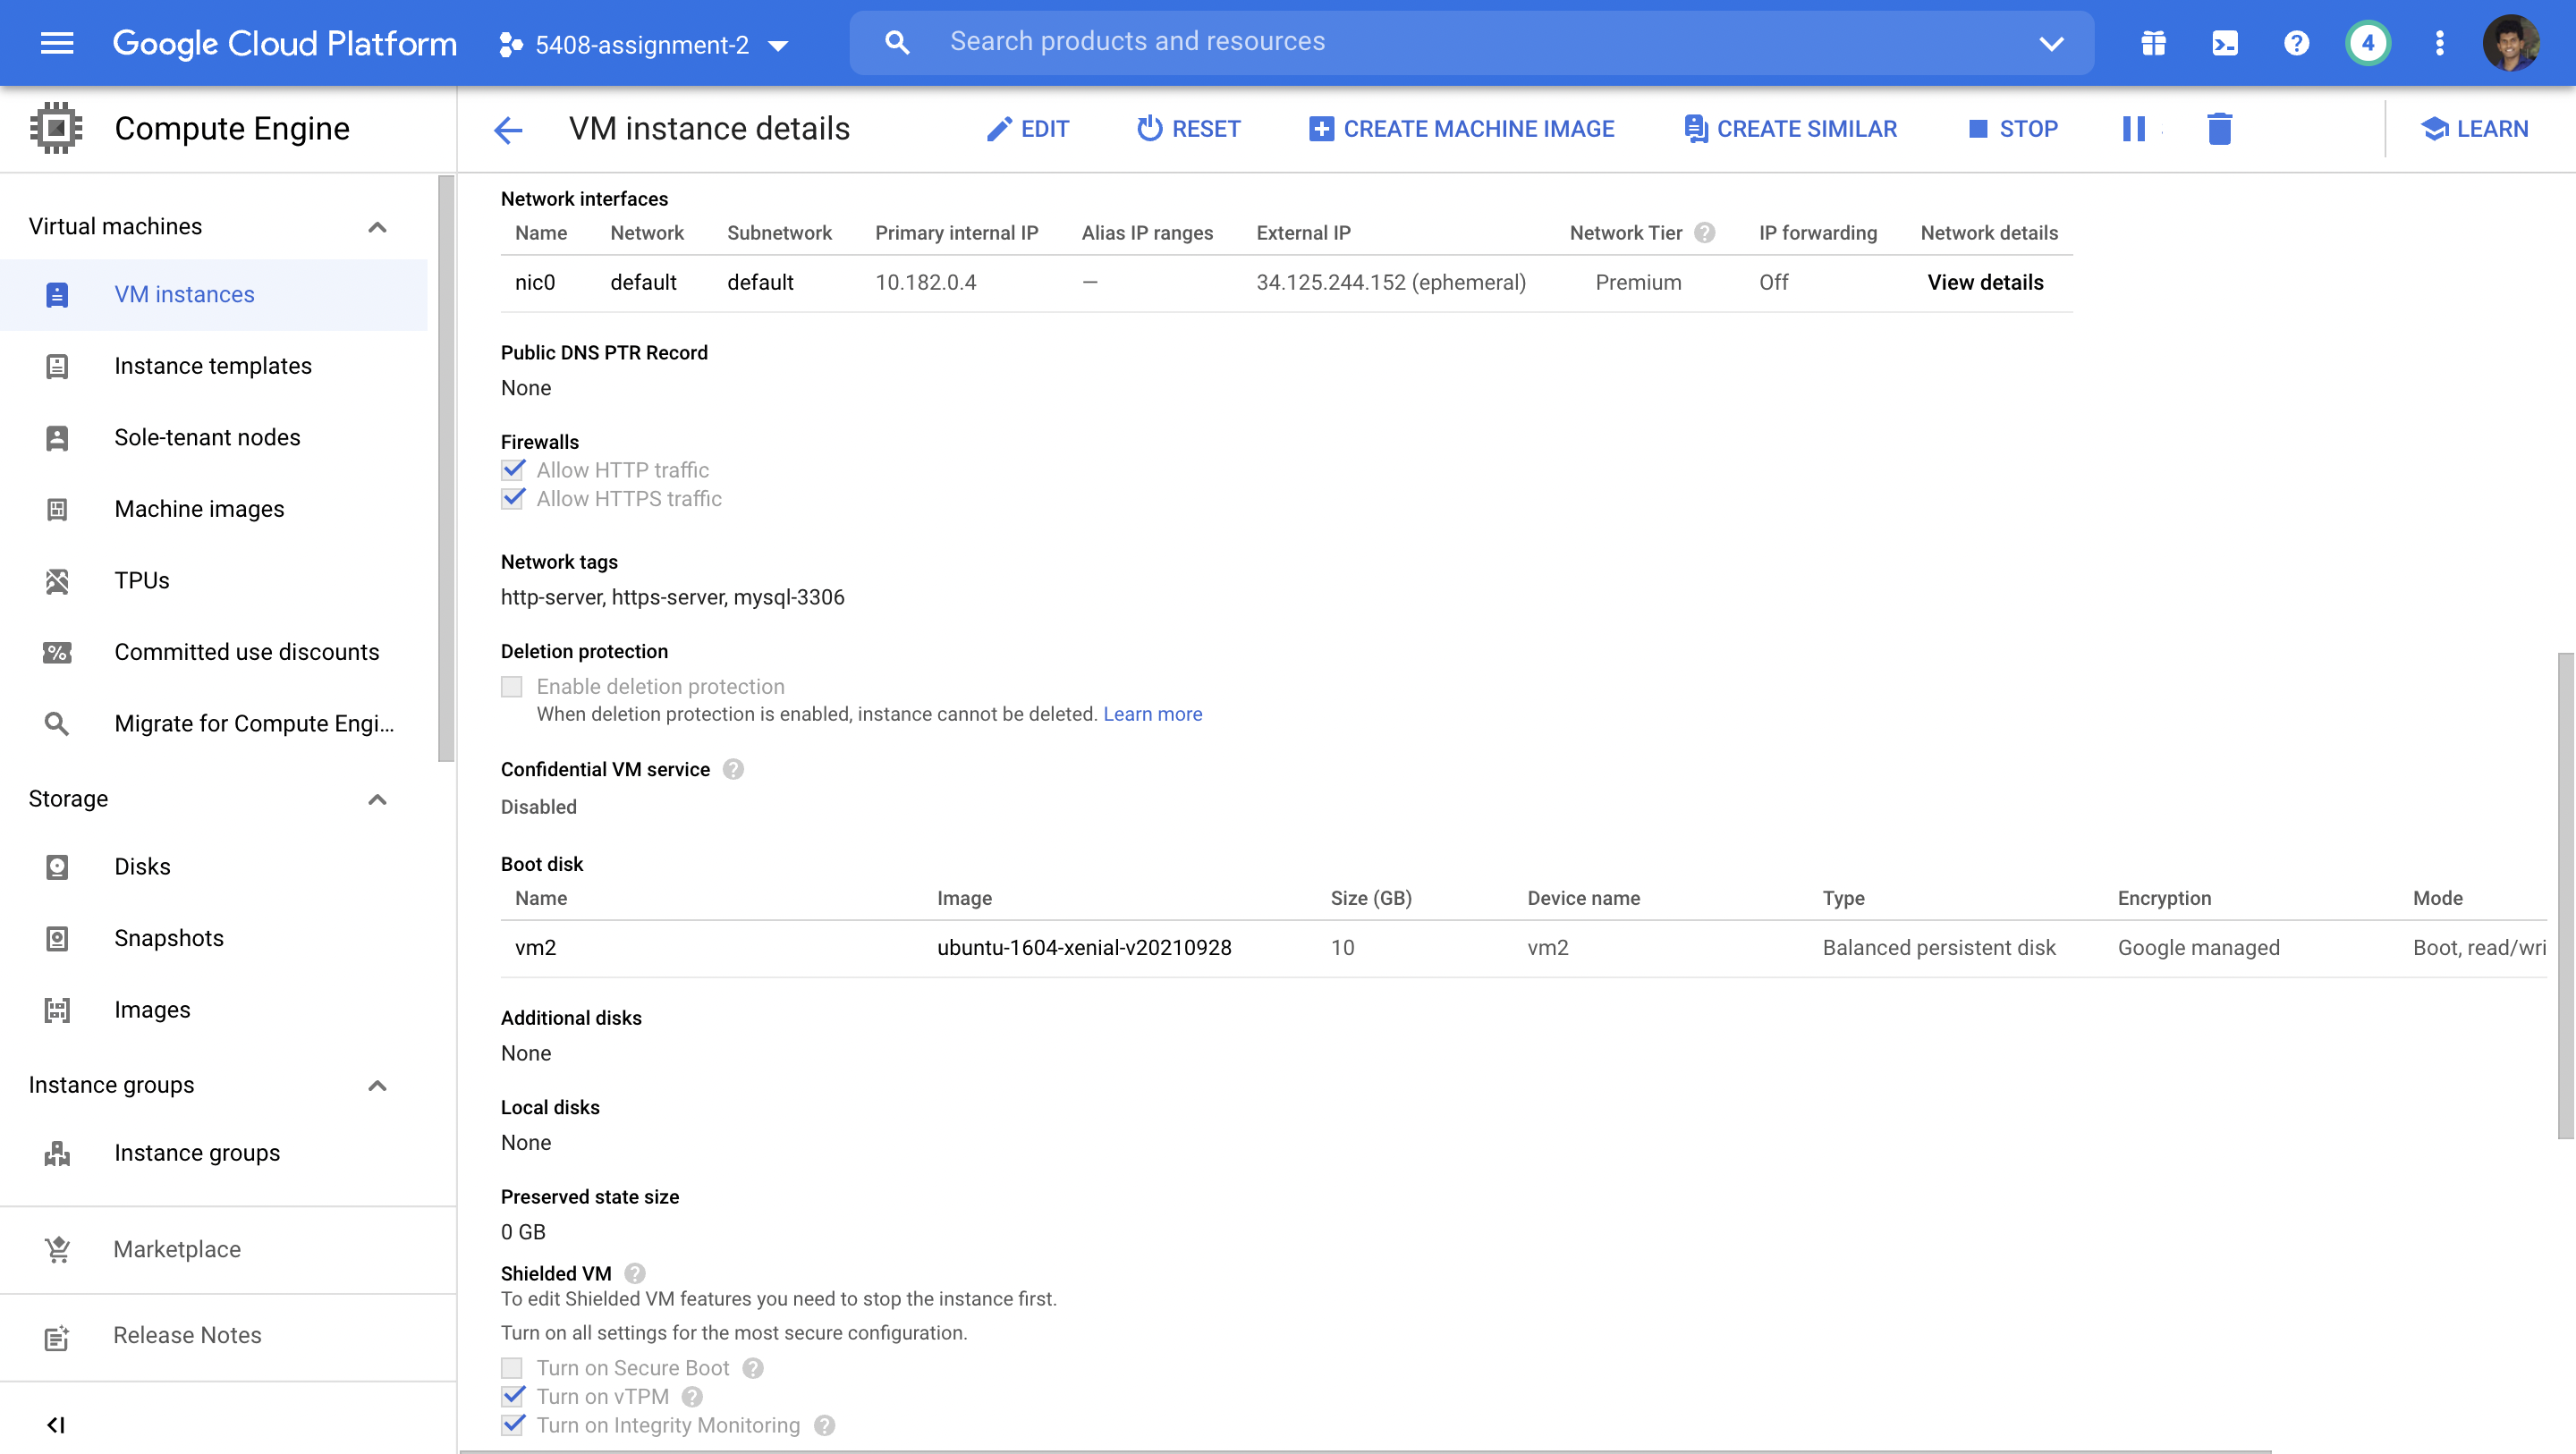 Google Cloud Platform
5408-assignment-2
Search products and resources
4
Compute Engine
VM instance details
EDIT
RESET
CREATE MACHINE IMAGE
CREATE SIMILAR
STOP
LEARN
Virtual machines
VM instances
Instance templates
Sole-tenant nodes
Machine images
TPUs
Committed use discounts
Migrate for Compute Engi...
Storage
Disks
Snapshots
Images
Instance groups
Instance groups
Marketplace
Release Notes
Network interfaces
Name Network Subnetwork Primary internal IP Alias IP ranges External IP Network Tier IP forwarding Network details
nic0 default default 10.182.0.4 — 34.125.244.152 (ephemeral) Premium Off View details
Public DNS PTR Record
None
Firewalls
Allow HTTP traffic
Allow HTTPS traffic
Network tags
http-server, https-server, mysql-3306
Deletion protection
Enable deletion protection
When deletion protection is enabled, instance cannot be deleted. Learn more
Confidential VM service
Disabled
Boot disk
Name Image Size (GB) Device name Type Encryption Mode
vm2 ubuntu-1604-xenial-v20210928 10 vm2 Balanced persistent disk Google managed Boot, read/wri
Additional disks
None
Local disks
None
Preserved state size
0 GB
Shielded VM
To edit Shielded VM features you need to stop the instance first.
Turn on all settings for the most secure configuration.
Turn on Secure Boot
Turn on vTPM
Turn on Integrity Monitoring